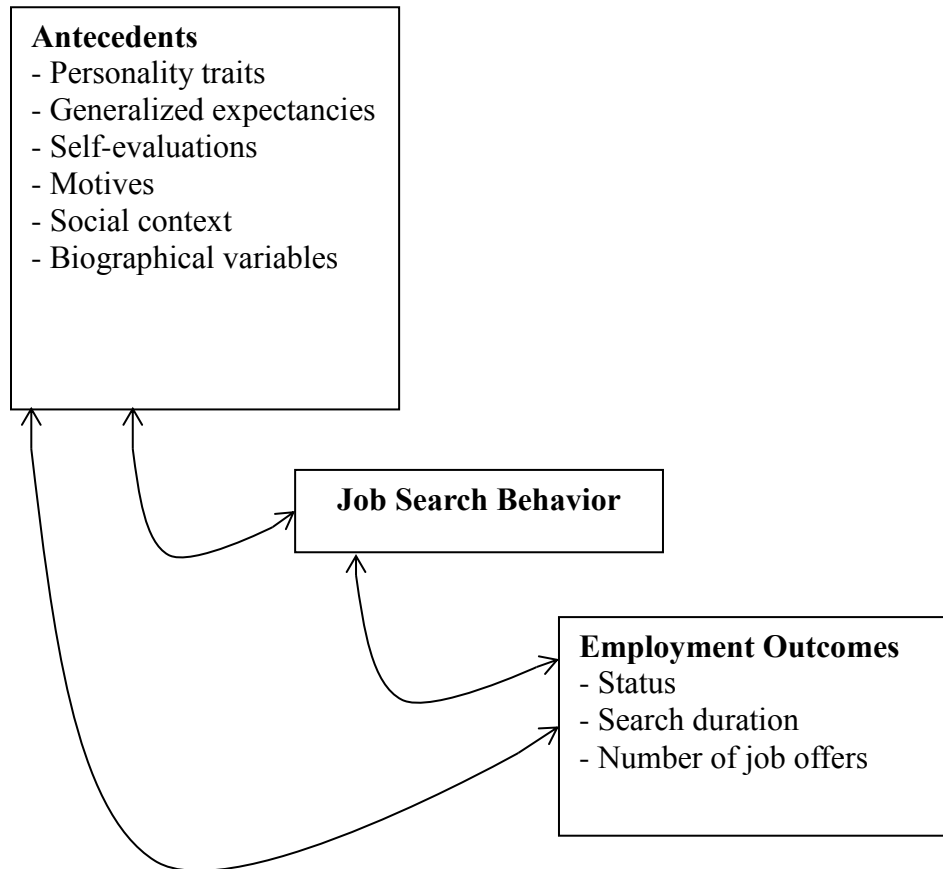 Antecedents
- Personality traits
- Generalized expectancies
- Self-evaluations
- Motives
- Social context
- Biographical variables
Job Search Behavior
Employment Outcomes
- Status
- Search duration
- Number of job offers